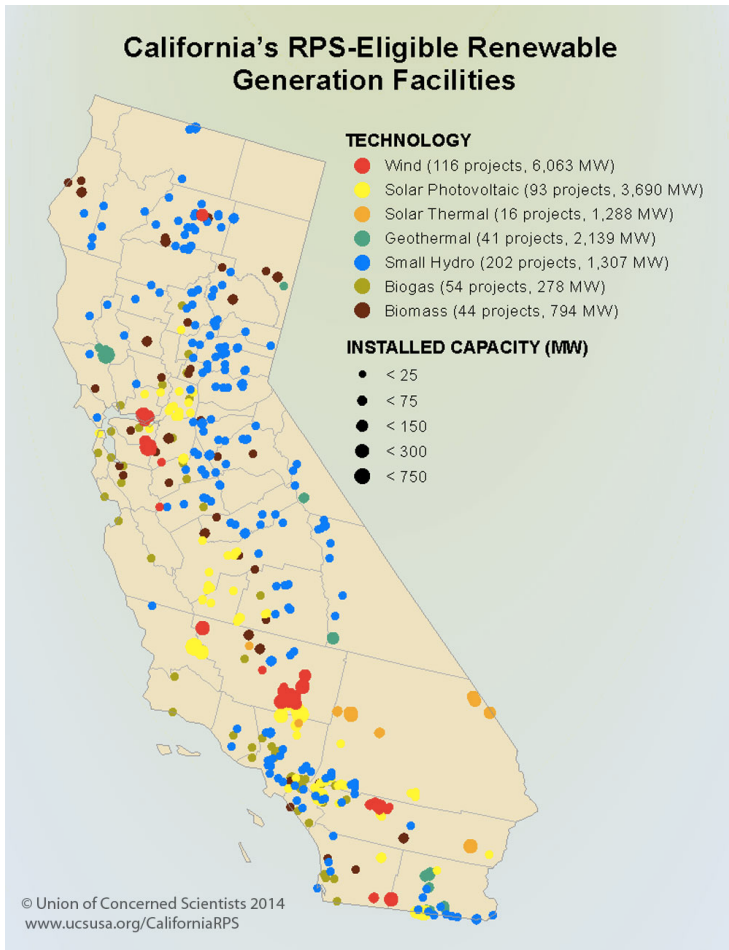 California's RPS-Eligible Renewable
Generation Facilities
TECHNOLOGY
Wind (116 projects, 6,063 MW)
Solar Photovoltaic (93 projects, 3,690 MW)
Solar Thermal (16 projects, 1,288 MW)
Geothermal (41 projects, 2,139 MW)
Small Hydro (202 projects, 1,307 MW)
Biogas (54 projects, 278 MW)
Biomass (44 projects, 794 MW)
INSTALLED CAPACITY (MW)
< 25
< 75
< 150
< 300
< 750
© Union of Concerned Scientists 2014
www.ucsusa.org/CaliforniaRPS